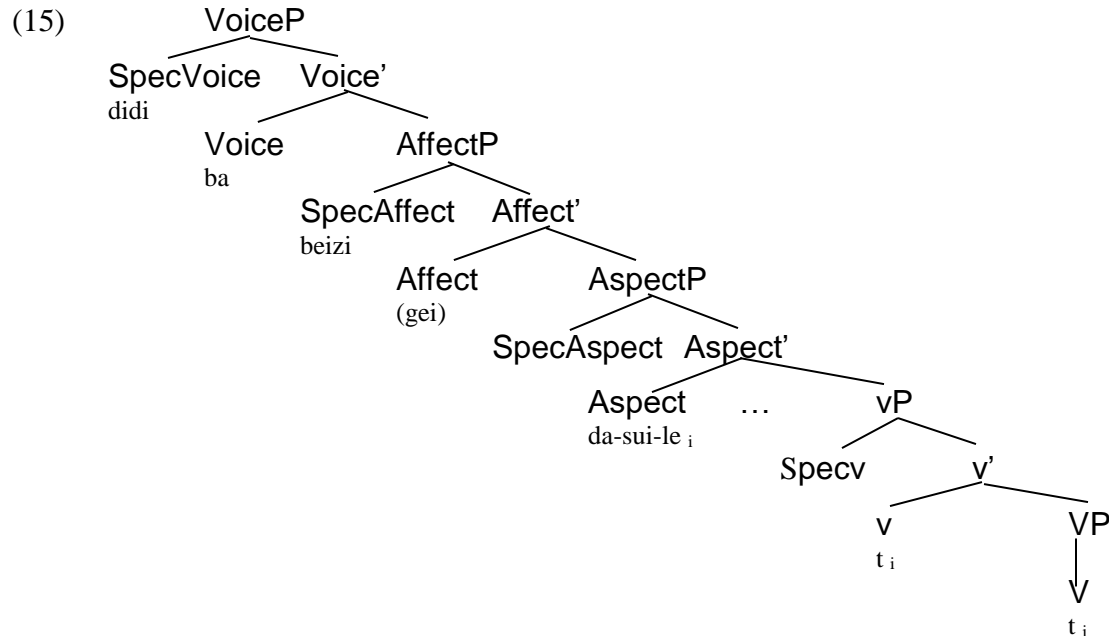 (15) VoiceP
SpecVoice Voice’
didi
Voice AffectP
ba
SpecAffect Affect’
beizi
Affect AspectP
(gei)
SpecAspect Aspect’
Aspect … vP
da-sui-le i
Specv v’
v VP
t i
V
t i